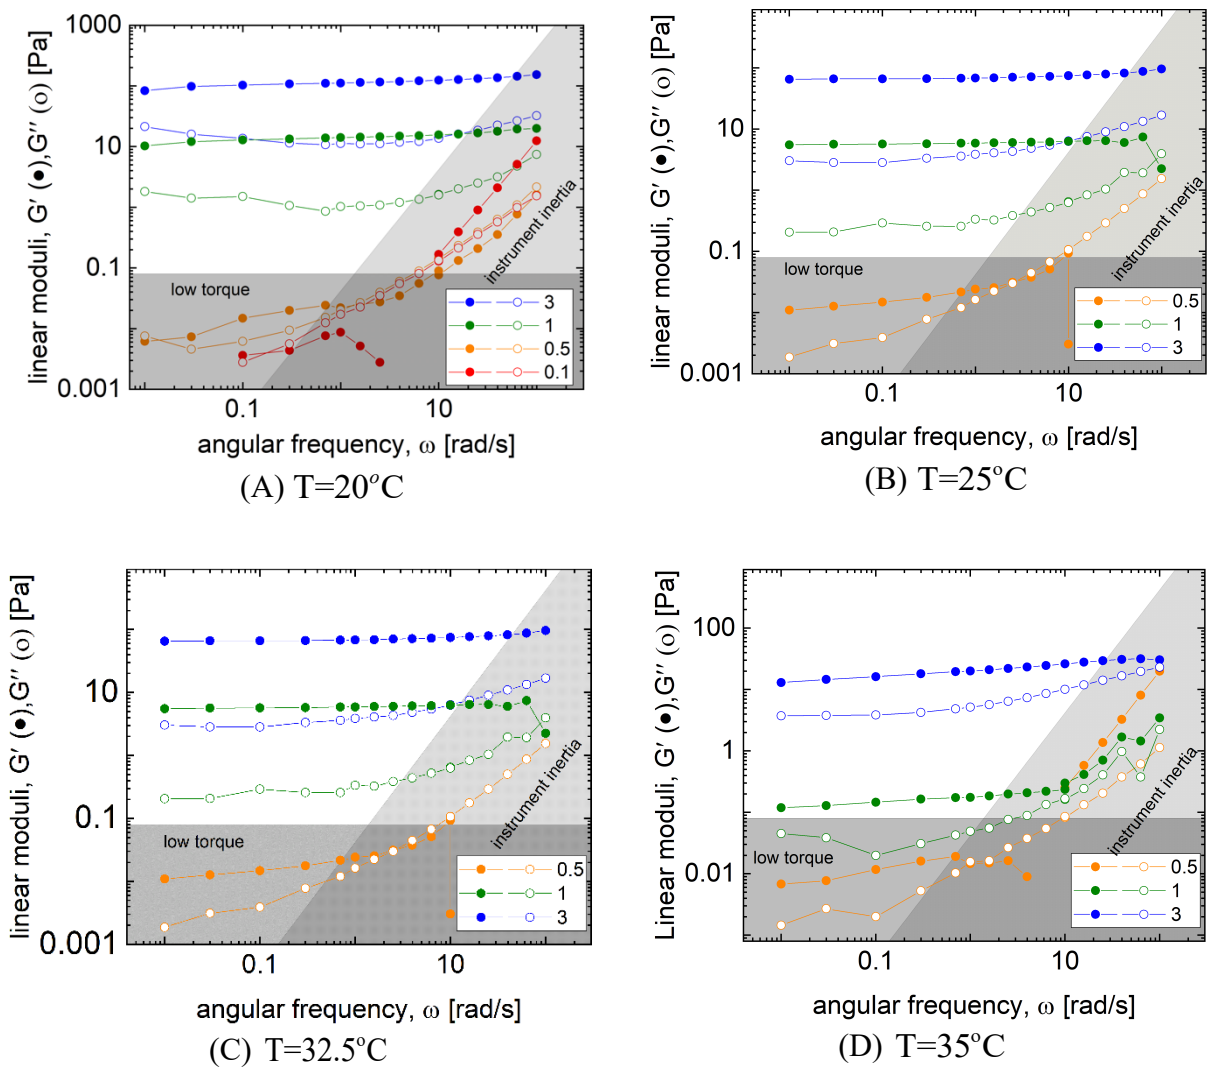 linear moduli, G′ (●),G′′ (o) [Pa]
1000
10
0.1
0.001
low torque
instrument inertia
3
1
0.5
0.1
0.1
10
angular frequency, ω [rad/s]
(A) T=20°C
linear moduli, G′ (●),G′′ (o) [Pa]
10
0.1
0.001
low torque
instrument inertia
0.5
1
3
0.1
10
angular frequency, ω [rad/s]
(B) T=25°C
linear moduli, G′ (●),G′′ (o) [Pa]
10
0.1
0.001
low torque
instrument inertia
0.5
1
3
0.1
10
angular frequency, ω [rad/s]
(C) T=32.5°C
Linear moduli, G′ (●),G′′ (o) [Pa]
100
1
0.01
low torque
instrument inertia
0.5
1
3
0.1
10
angular frequency, ω [rad/s]
(D) T=35°C